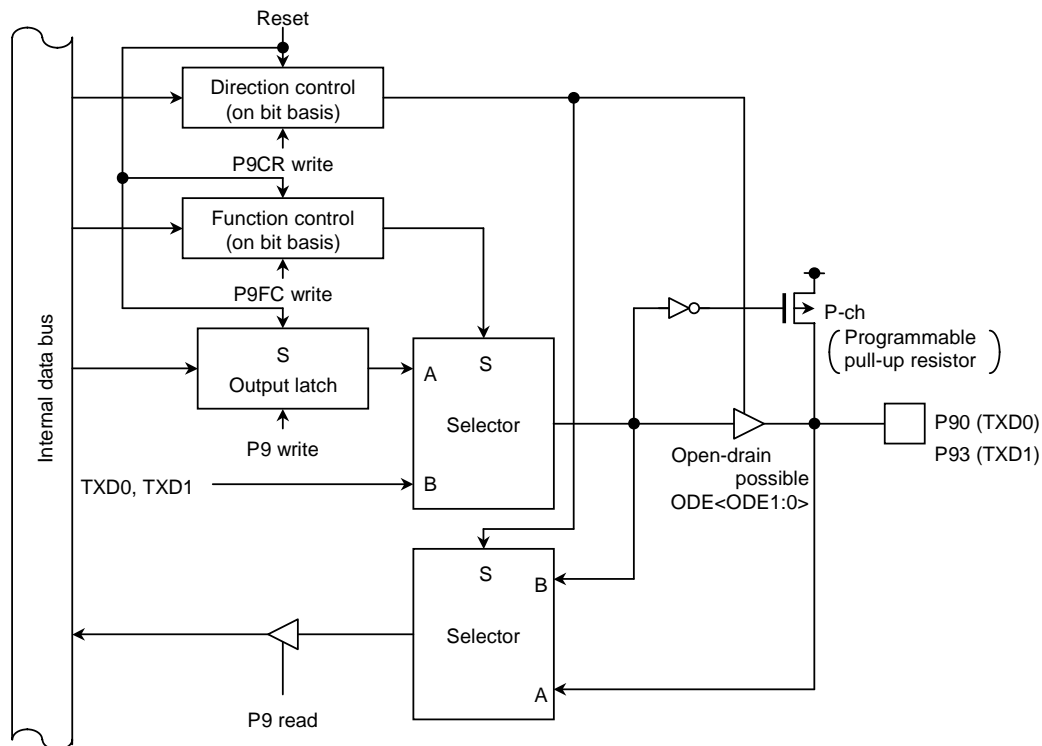 Reset
Direction control
(on bit basis)
P9CR write
Function control
(on bit basis)
P9FC write
S
Output latch
P9 write
TXD0, TXD1
A
S
Selector
B
P-ch
(Programmable
pull-up resistor)
P90 (TXD0)
P93 (TXD1)
Open-drain
possible
ODE<ODE1:0>
S
B
Selector
A
P9 read
Internal data bus